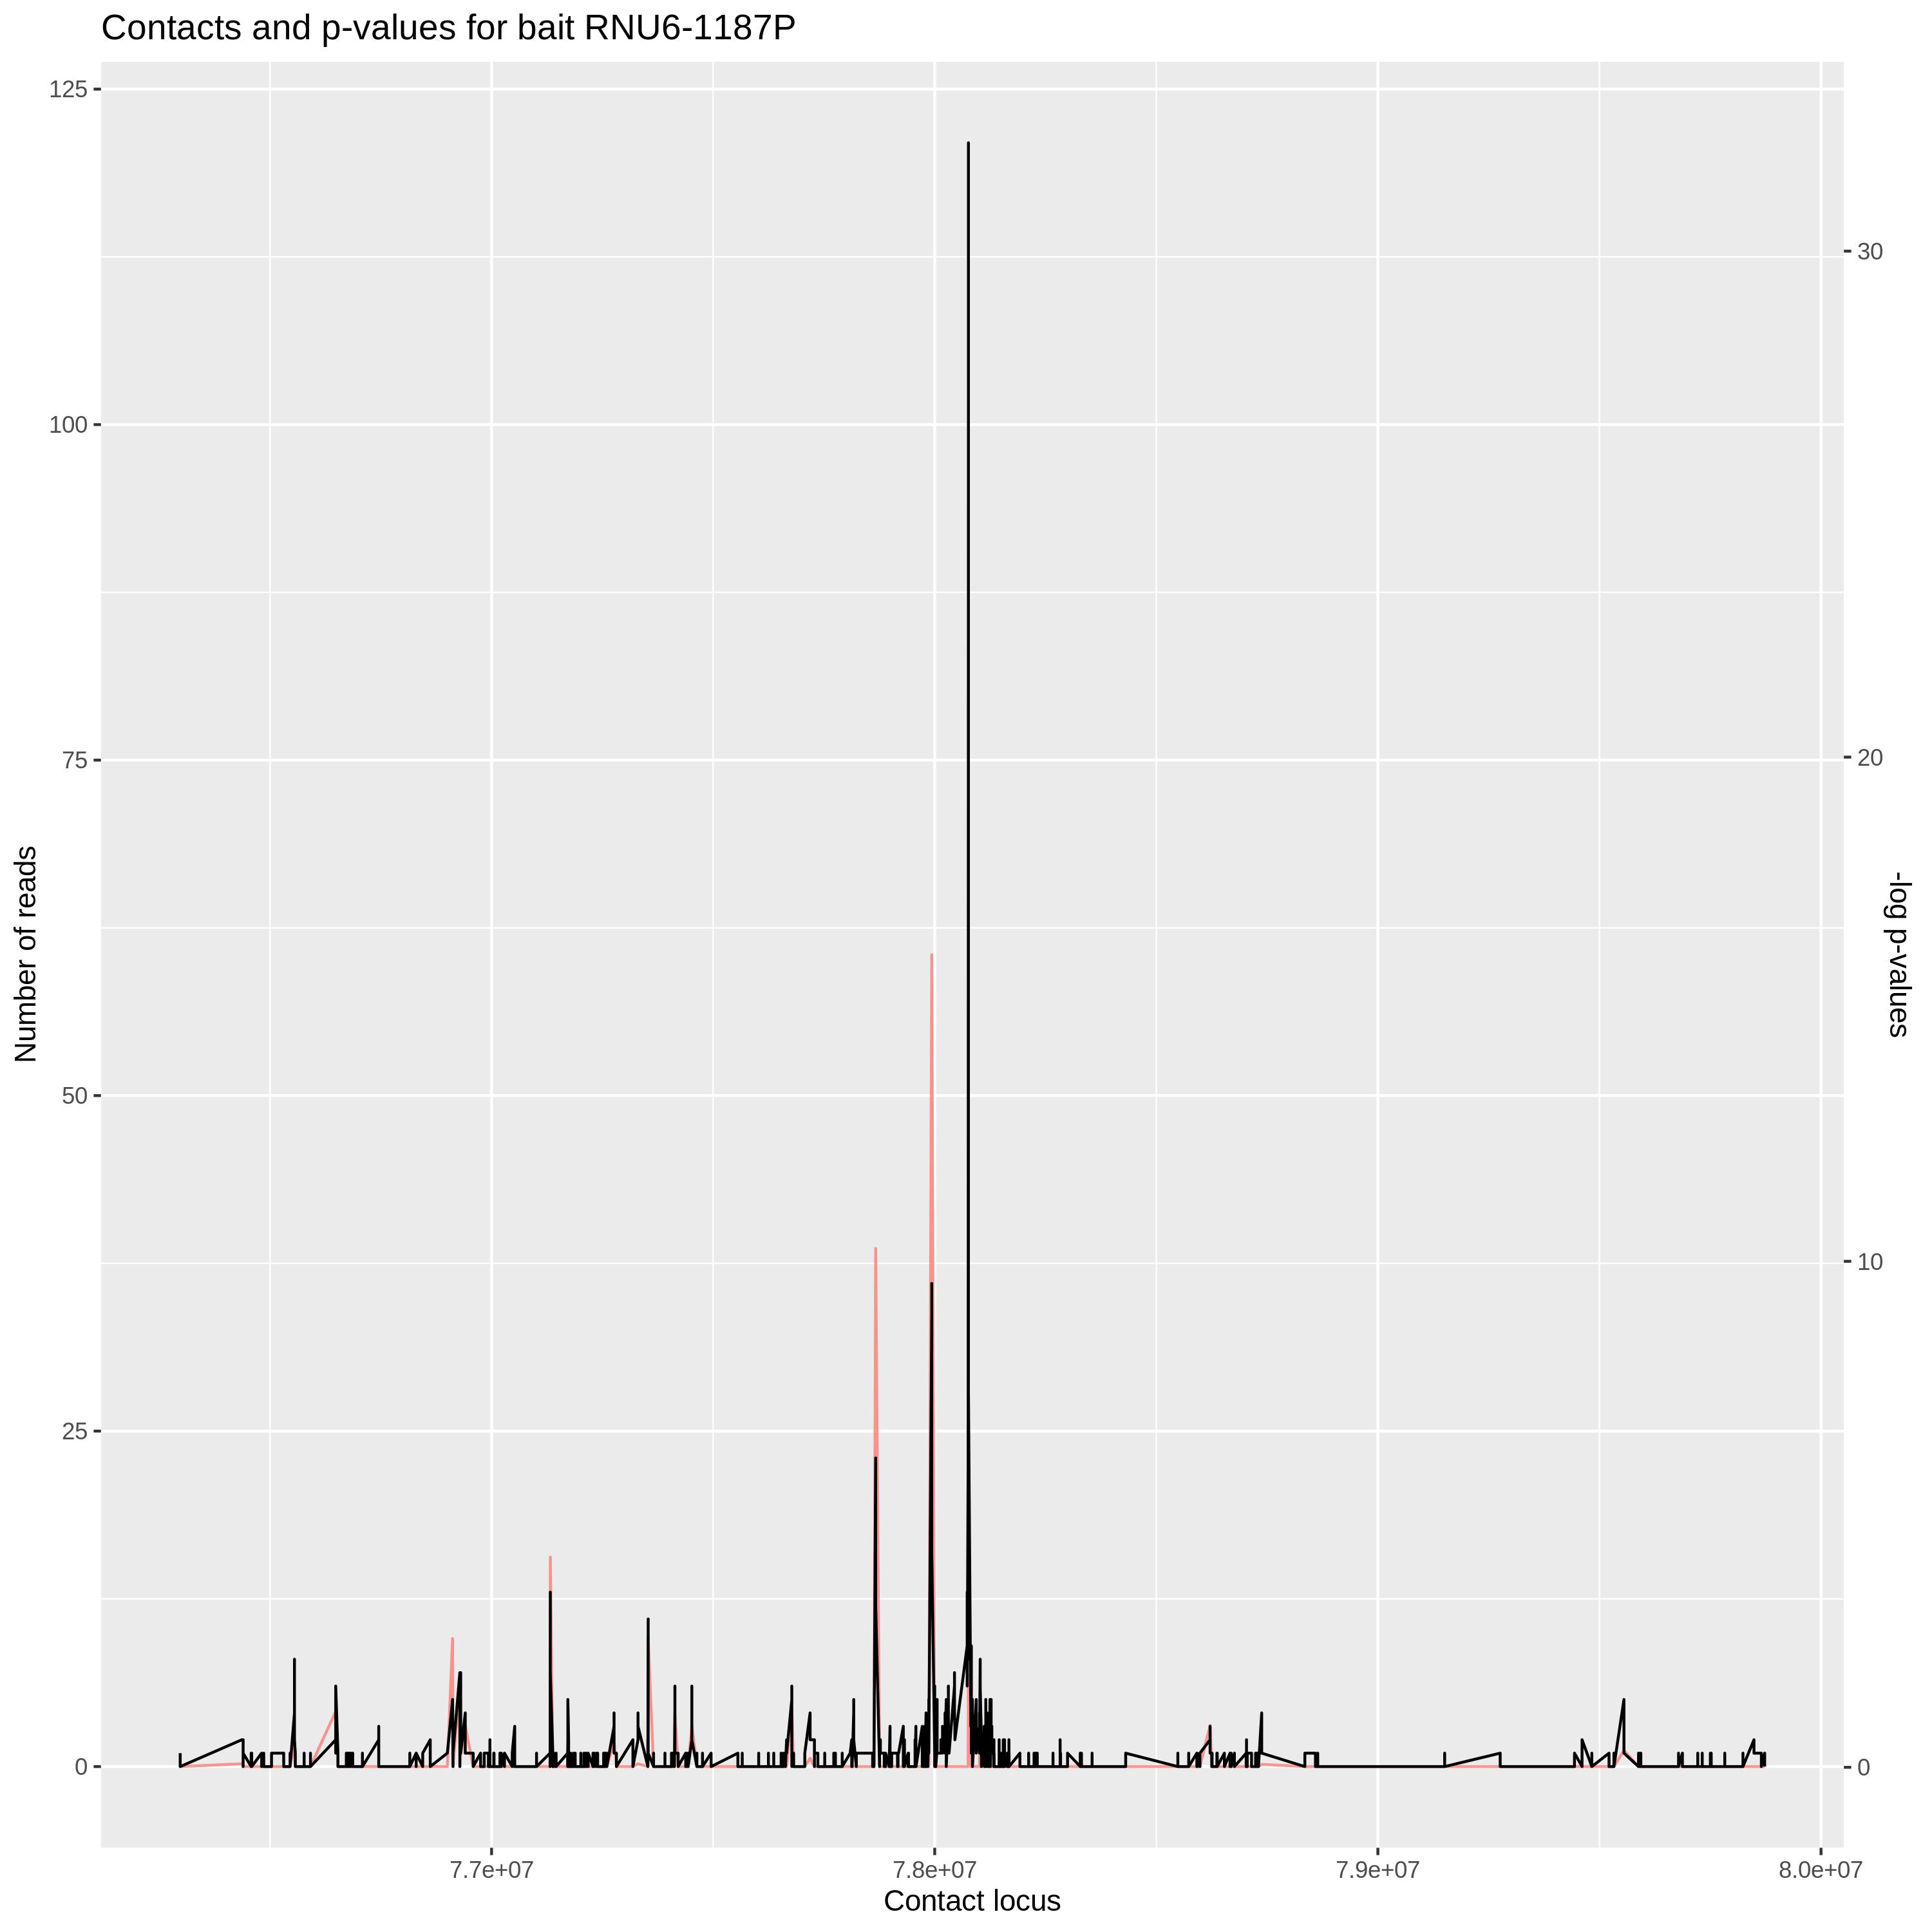 Contacts and p-values for bait RNU6-1187P
125
100
75
50
25
0
Number of reads
30
20
10
0
-log p-values
7.7e+07
7.8e+07
7.9e+07
8.0e+07
Contact locus